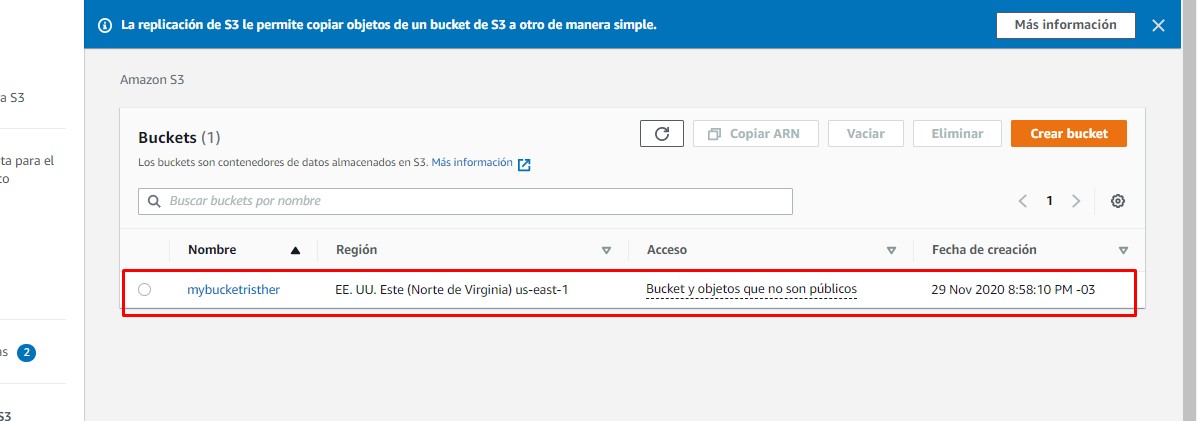 La replicación de S3 le permite copiar objetos de un bucket de S3 a otro de manera simple.
Más información
Amazon S3
a S3
Buckets (1)
Copiar ARN
Vaciar
Eliminar
Crear bucket
Los buckets son contenedores de datos almacenados en S3. Más información
ta para el
to
Buscar buckets por nombre
1
Nombre
Región
Acceso
Fecha de creación
mybucketristher
EE. UU. Este (Norte de Virginia) us-east-1
Bucket y objetos que no son públicos
29 Nov 2020 8:58:10 PM -03
as 2
S3